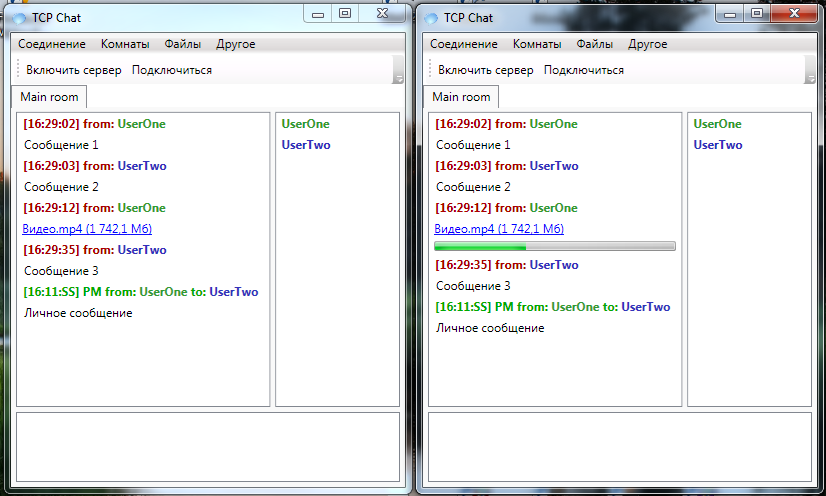 TCP Chat
Соединение Комнаты Файлы Другое
Включить сервер Подключиться
Main room
[16:29:02] from: UserOne
Сообщение 1
[16:29:03] from: UserTwo
Сообщение 2
[16:29:12] from: UserOne
Видео.mp4 (1 742,1 Мб)
[16:29:35] from: UserTwo
Сообщение 3
[16:11:SS] PM from: UserOne to: UserTwo
Личное сообщение
UserOne
UserTwo
TCP Chat
Соединение Комнаты Файлы Другое
Включить сервер Подключиться
Main room
[16:29:02] from: UserOne
Сообщение 1
[16:29:03] from: UserTwo
Сообщение 2
[16:29:12] from: UserOne
Видео.mp4 (1 742,1 Мб)
[16:29:35] from: UserTwo
Сообщение 3
[16:11:SS] PM from: UserOne to: UserTwo
Личное сообщение
UserOne
UserTwo